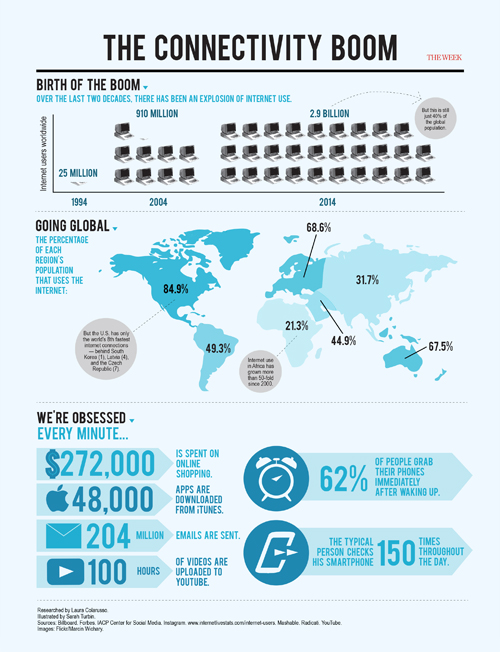 THE CONNECTIVITY BOOM
THE WEEK
BIRTH OF THE BOOM
OVER THE LAST TWO DECADES, THERE HAS BEEN AN EXPLOSION OF INTERNET USE.
Internet users worldwide
25 MILLION
910 MILLION
2.9 BILLION
But this is still
just 40% of
the global
population.
1994
2004
2014
GOING GLOBAL
THE PERCENTAGE
OF EACH
REGION'S
POPULATION
THAT USES THE
INTERNET:
84.9%
68.6%
31.7%
21.3%
44.9%
49.3%
67.5%
But the U.S. has only
the world's 8th fastest
internet connections
— behind South
Korea (1), Latvia (4),
and the Czech
Republic (7).
Internet use
in Africa has
grown more
than 50-fold
since 2000.
WE'RE OBSESSED
EVERY MINUTE...
$272,000
IS SPENT ON
ONLINE
SHOPPING.
48,000
APPS ARE
DOWNLOADED
FROM iTUNES.
204 MILLION
EMAILS ARE SENT.
100 HOURS
OF VIDEOS ARE
UPLOADED TO
YOUTUBE.
62%
OF PEOPLE GRAB
THEIR PHONES
IMMEDIATELY
AFTER WAKING UP.
THE TYPICAL
PERSON CHECKS
HIS SMARTPHONE
150
TIMES
THROUGHOUT
THE DAY.
Researched by Laura Colarusso.
Illustrated by Sarah Turbin.
Sources: Billboard. Forbes. IACP Center for Social Media. Instagram. www.internetlivestats.com/internet-users. Mashable. Radicati. YouTube.
Images: Flickr/Marcin Wichary.